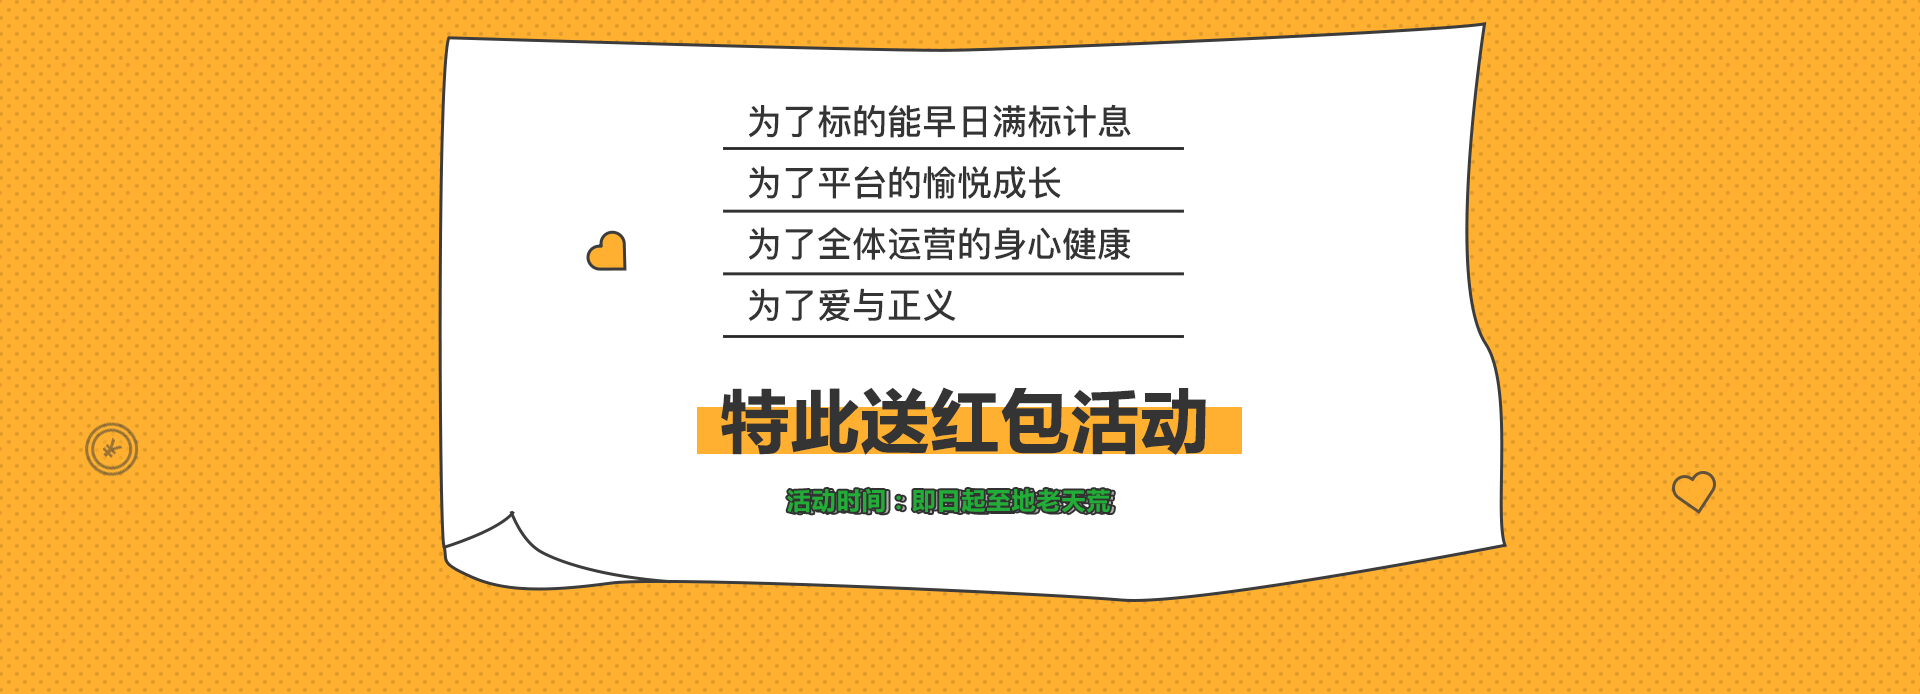 为了标的能早日满标计息
为了平台的愉悦成长
为了全体运营的身心健康
为了爱与正义
特此送红包活动
活动时间：即日起至地老天荒
¥